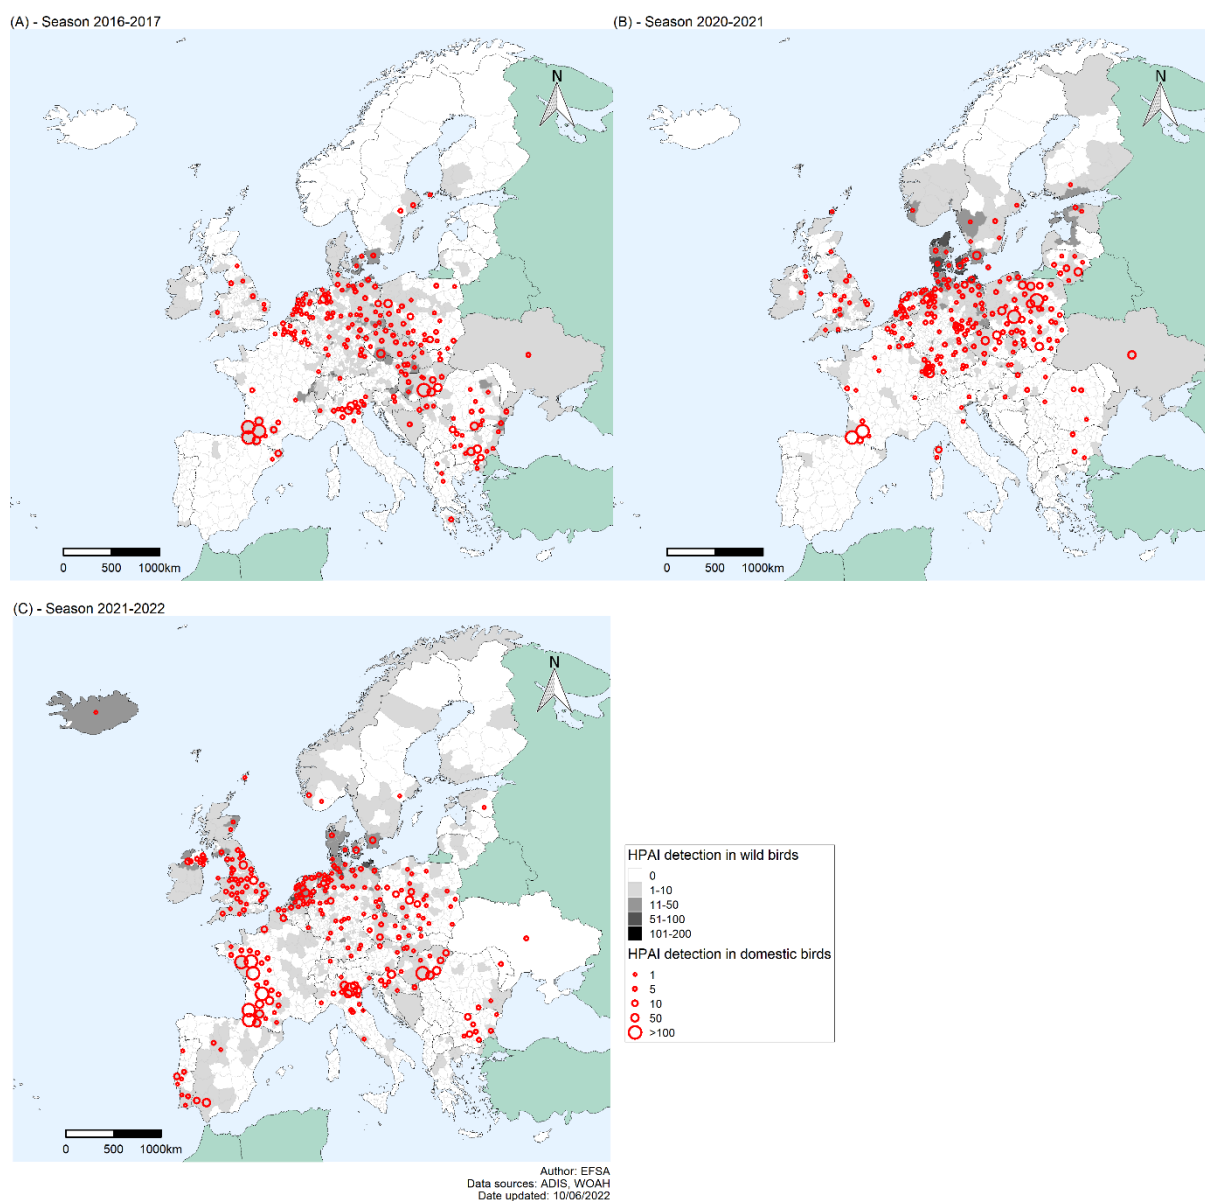 (A) - Season 2016-2017
(B) - Season 2020-2021
N
N
0 500 1000km
0 500 1000km
(C) - Season 2021-2022
N
HPAI detection in wild birds
0
1-10
11-50
51-100
101-200
HPAI detection in domestic birds
1
5
10
50
>100
0 500 1000km
Author: EFSA
Data sources: ADIS, WOAH
Date updated: 10/06/2022